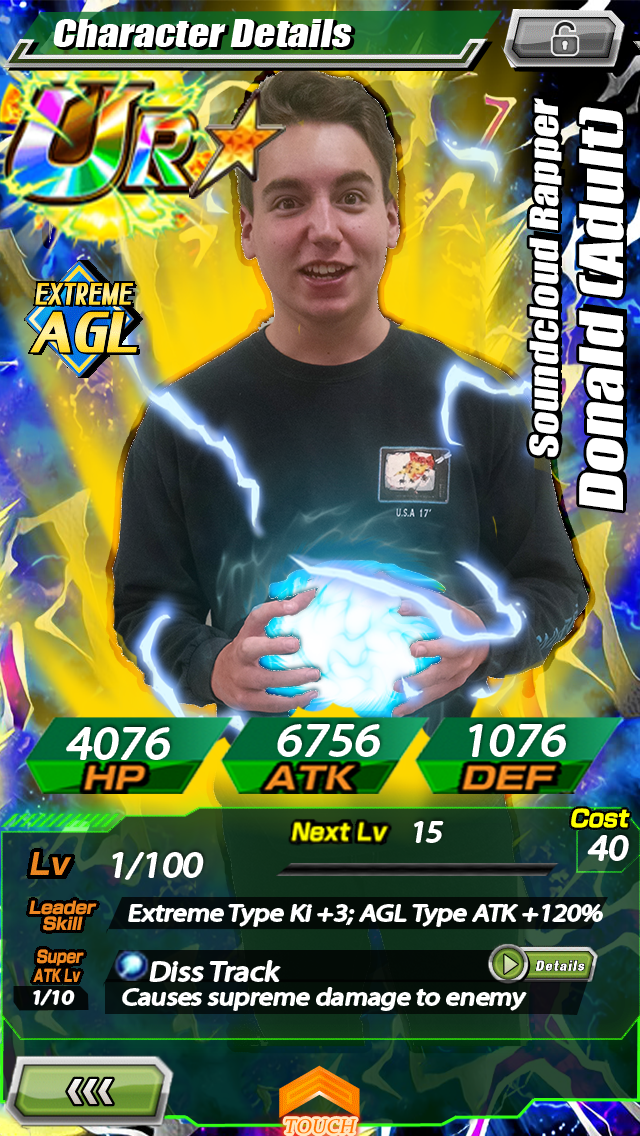 Character Details
UR
EXTREME
AGL
Soundcloud Rapper
Donald (Adult)
U.S.A 17'
4076
HP
6756
ATK
1076
DEF
Next Lv 15
Cost
40
Lv 1/100
Leader
Skill
Extreme Type Ki +3; AGL Type ATK +120%
Super
ATK Lv
1/10
Diss Track
Details
Causes supreme damage to enemy
TOUCH